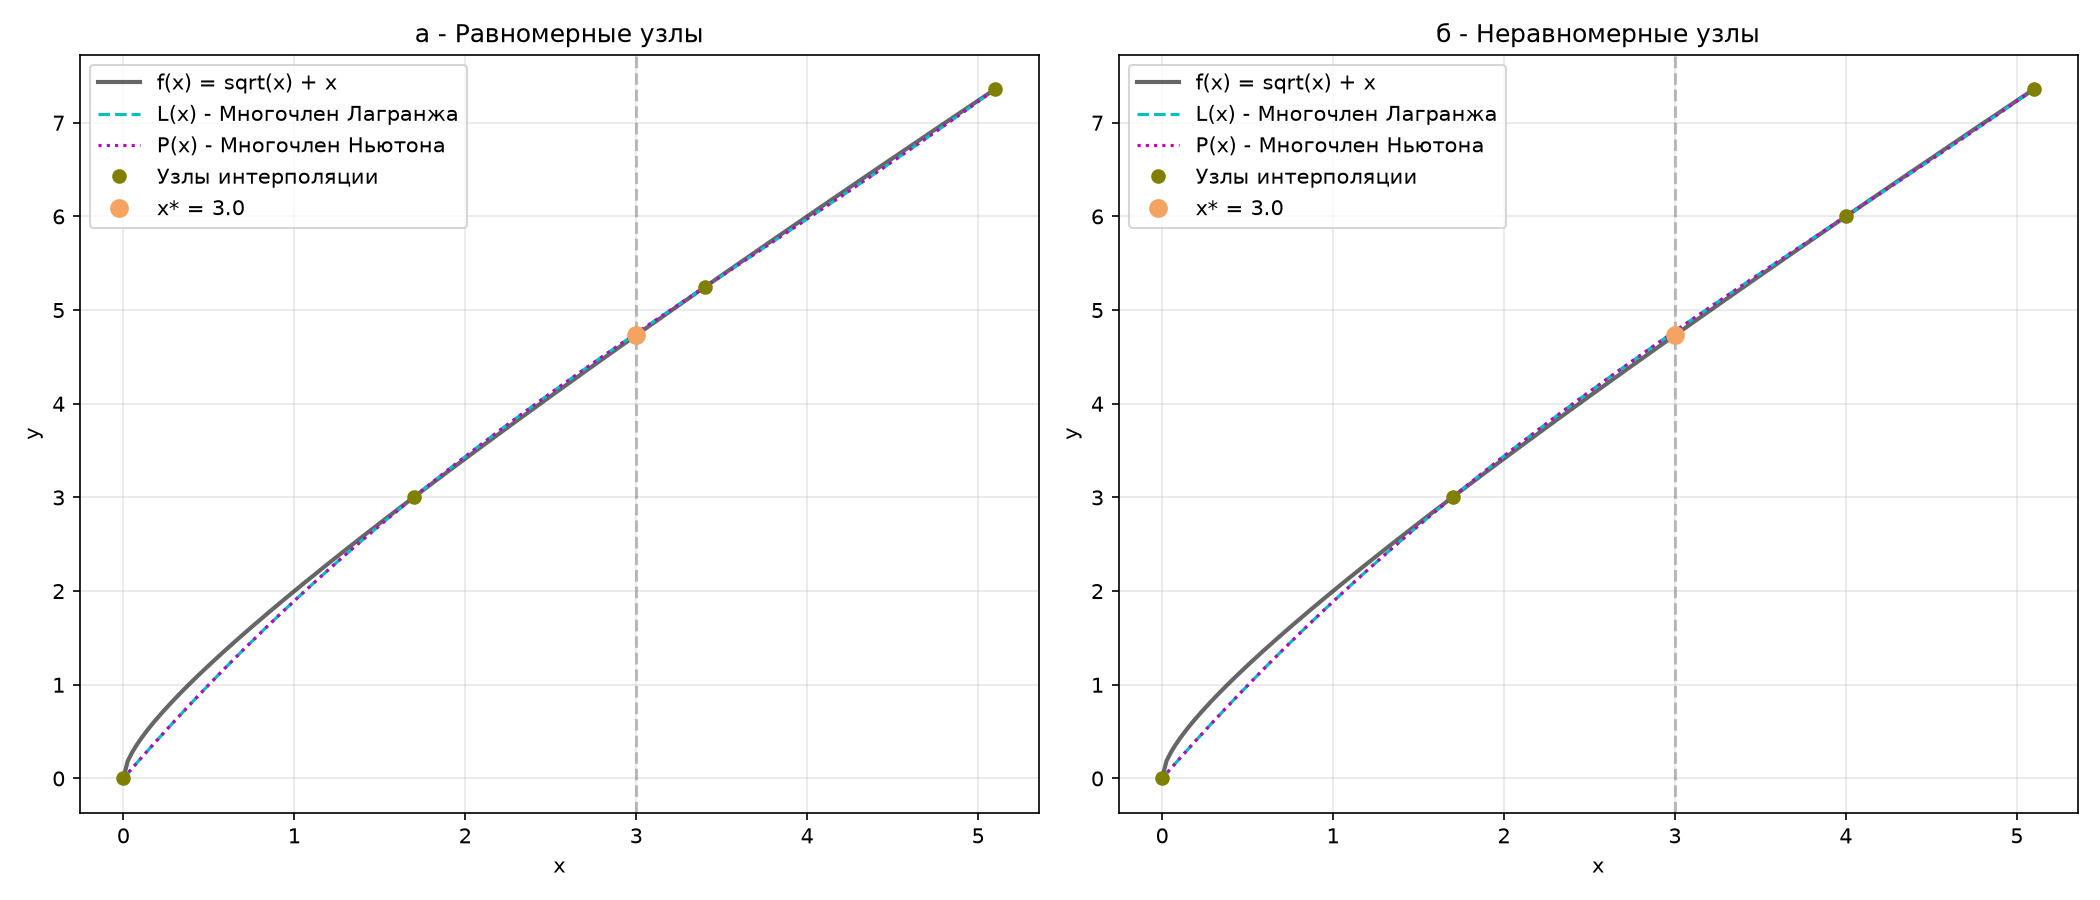 а - Равномерные узлы
f(x) = sqrt(x) + x
L(x) - Многочлен Лагранжа
P(x) - Многочлен Ньютона
Узлы интерполяции
x* = 3.0
7
6
5
4
3
2
1
0
y
0 1 2 3 4 5
x
б - Неравномерные узлы
f(x) = sqrt(x) + x
L(x) - Многочлен Лагранжа
P(x) - Многочлен Ньютона
Узлы интерполяции
x* = 3.0
7
6
5
4
3
2
1
0
y
0 1 2 3 4 5
x